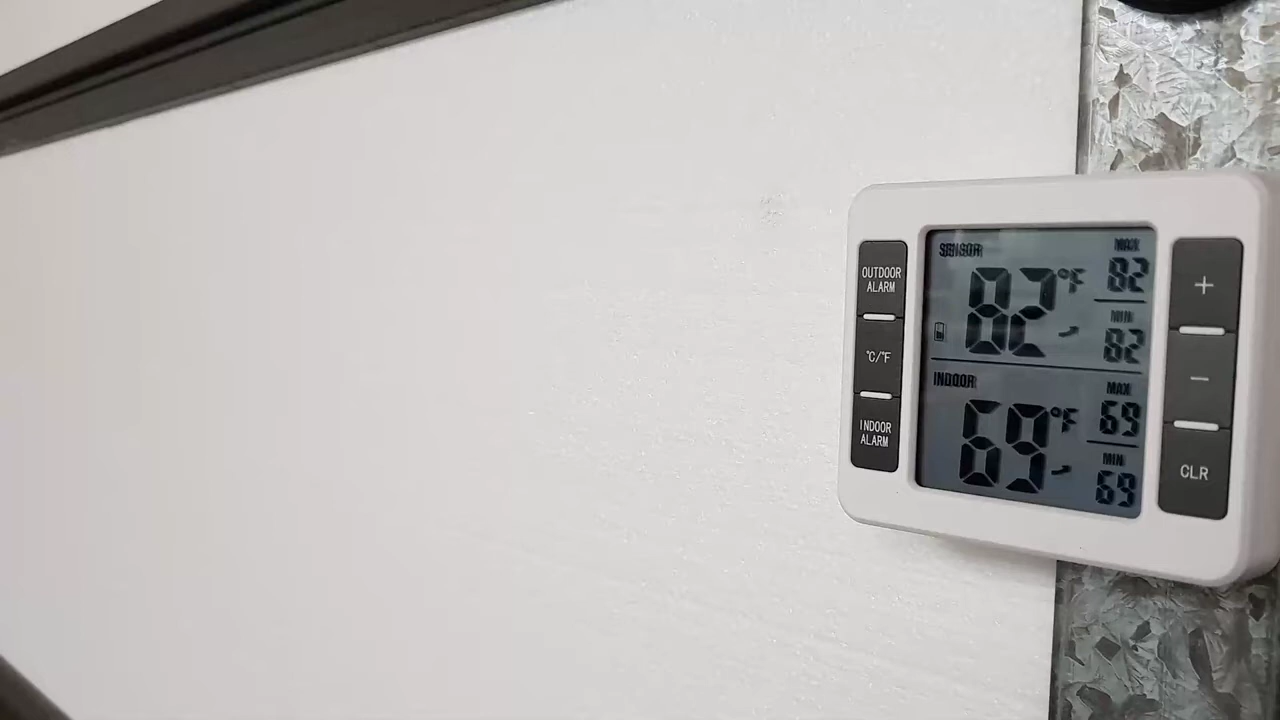 OUTDOOR
ALARM
°C/°F
INDOOR
ALARM
SENSOR
82°F
MAX
82
MIN
82
INDOOR
69°F
MAX
69
MIN
69
+
−
CLR